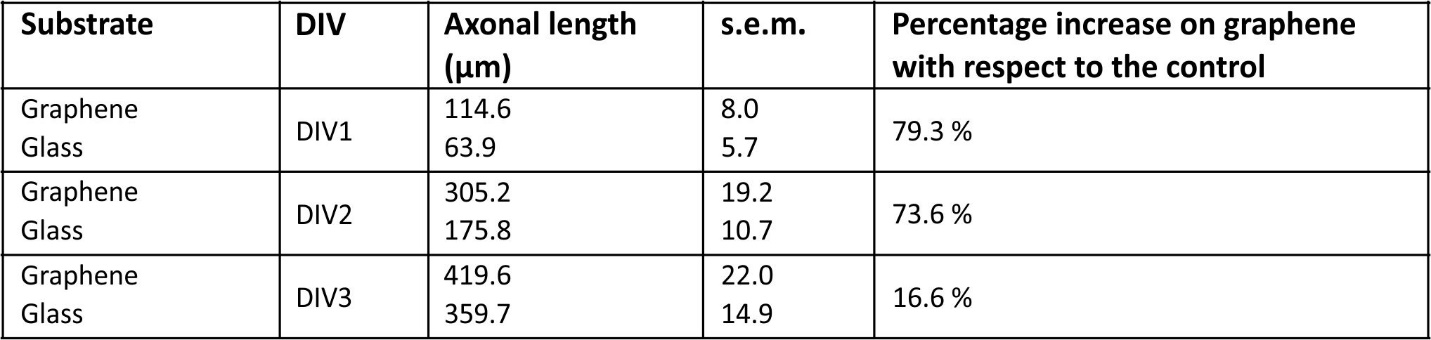 Substrate DIV Axonal length (µm) s.e.m. Percentage increase on graphene with respect to the control
Graphene 114.6 8.0
DIV1 79.3 %
Glass 63.9 5.7
Graphene 305.2 19.2
DIV2 73.6 %
Glass 175.8 10.7
Graphene 419.6 22.0
DIV3 16.6 %
Glass 359.7 14.9